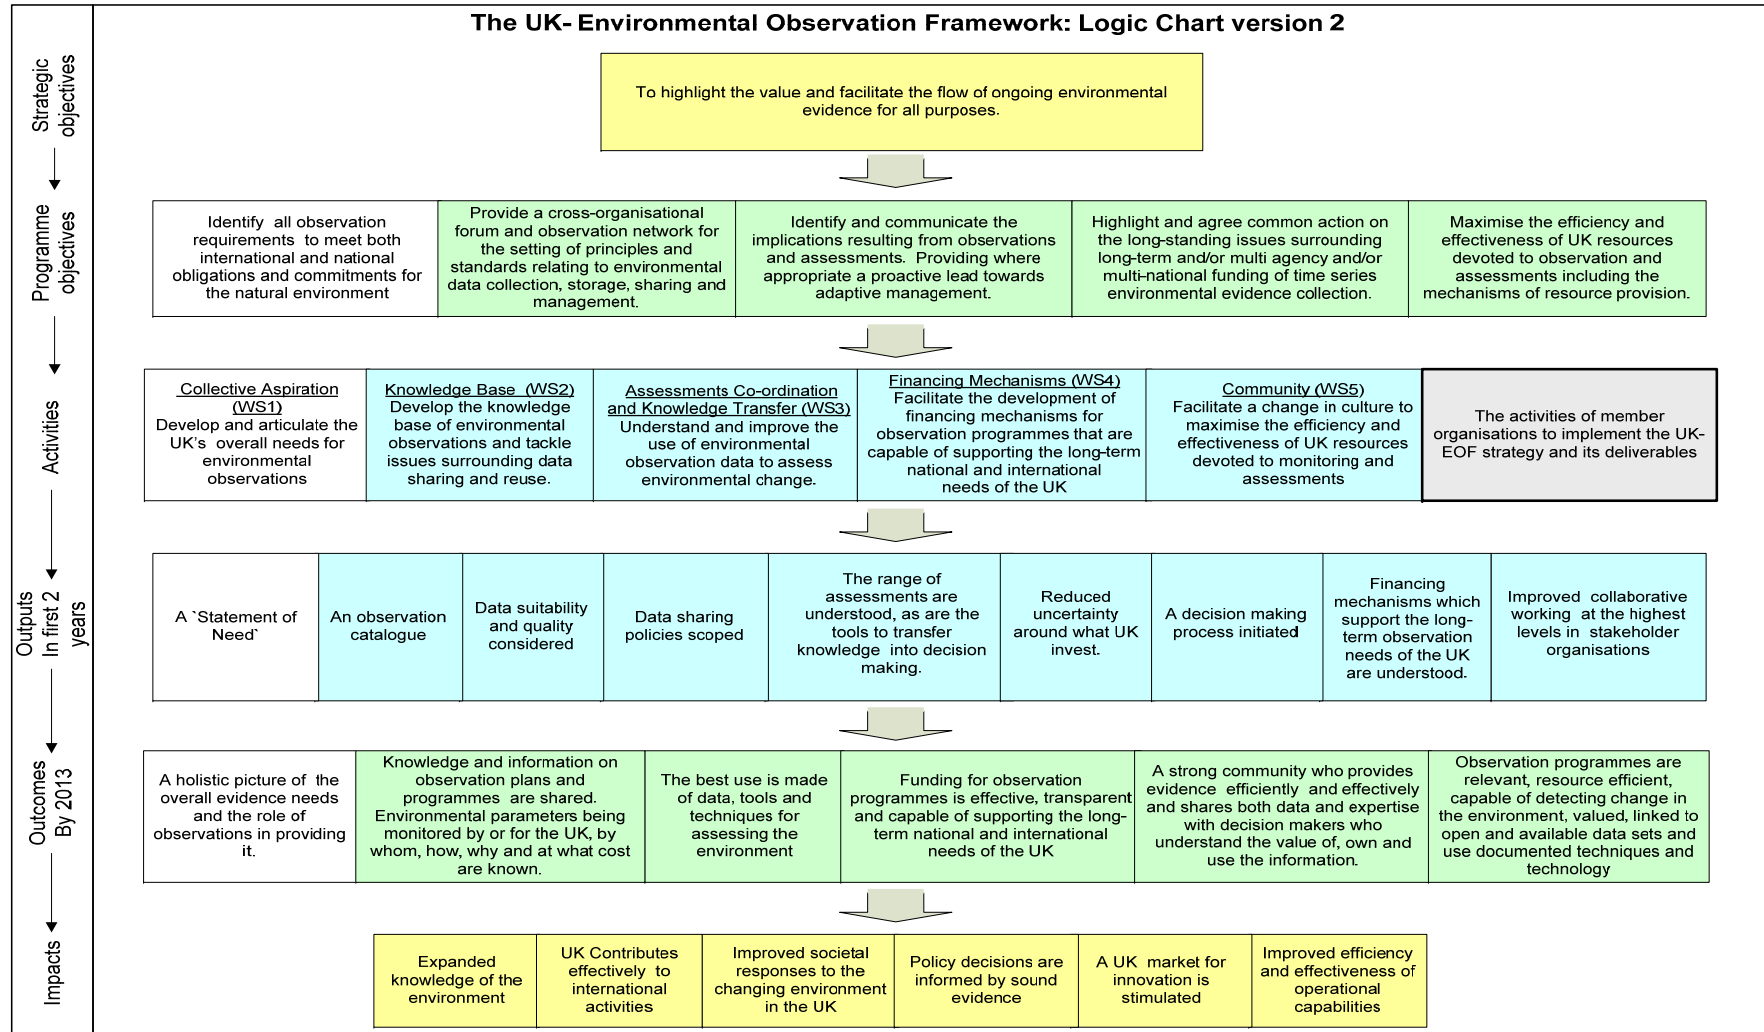 The UK- Environmental Observation Framework: Logic Chart version 2
Strategic
objectives
To highlight the value and facilitate the flow of ongoing environmental
evidence for all purposes.
Programme
objectives
Identify all observation
requirements to meet both
international and national
obligations and commitments for
the natural environment
Provide a cross-organisational
forum and observation network for
the setting of principles and
standards relating to environmental
data collection, storage, sharing and
management.
Identify and communicate the
implications resulting from observations
and assessments. Providing where
appropriate a proactive lead towards
adaptive management.
Highlight and agree common action on
the long-standing issues surrounding
long-term and/or multi agency and/or
multi-national funding of time series
environmental evidence collection.
Maximise the efficiency and
effectiveness of UK resources
devoted to observation and
assessments including the
mechanisms of resource provision.
Activities
Collective Aspiration
(WS1)
Develop and articulate the
UK's overall needs for
environmental
observations
Knowledge Base (WS2)
Develop the knowledge
base of environmental
observations and tackle
issues surrounding data
sharing and reuse.
Assessments Co-ordination
and Knowledge Transfer (WS3)
Understand and improve the
use of environmental
observation data to assess
environmental change.
Financing Mechanisms (WS4)
Facilitate the development of
financing mechanisms for
observation programmes that are
capable of supporting the long-term
national and international
needs of the UK
Community (WS5)
Facilitate a change in culture to
maximise the efficiency and
effectiveness of UK resources
devoted to monitoring and
assessments
The activities of member
organisations to implement the UK-
EOF strategy and its deliverables
Outputs
In first 2
years
A `Statement of
Need`
An observation
catalogue
Data suitability
and quality
considered
Data sharing
policies scoped
The range of
assessments are
understood, as are the
tools to transfer
knowledge into decision
making.
Reduced
uncertainty
around what UK
invest.
A decision making
process initiated
Financing
mechanisms which
support the long-
term observation
needs of the UK
are understood.
Improved collaborative
working at the highest
levels in stakeholder
organisations
Outcomes
By 2013
A holistic picture of the
overall evidence needs
and the role of
observations in providing
it.
Knowledge and information on
observation plans and
programmes are shared.
Environmental parameters being
monitored by or for the UK, by
whom, how, why and at what cost
are known.
The best use is made
of data, tools and
techniques for
assessing the
environment
Funding for observation
programmes is effective, transparent
and capable of supporting the long-
term national and international
needs of the UK
A strong community who provides
evidence efficiently and effectively
and shares both data and expertise
with decision makers who
understand the value of, own and
use the information.
Observation programmes are
relevant, resource efficient,
capable of detecting change in
the environment, valued, linked to
open and available data sets and
use documented techniques and
technology
Impacts
Expanded
knowledge of the
environment
UK Contributes
effectively to
international
activities
Improved societal
responses to the
changing environment
in the UK
Policy decisions are
informed by sound
evidence
A UK market for
innovation is
stimulated
Improved efficiency
and effectiveness of
operational
capabilities